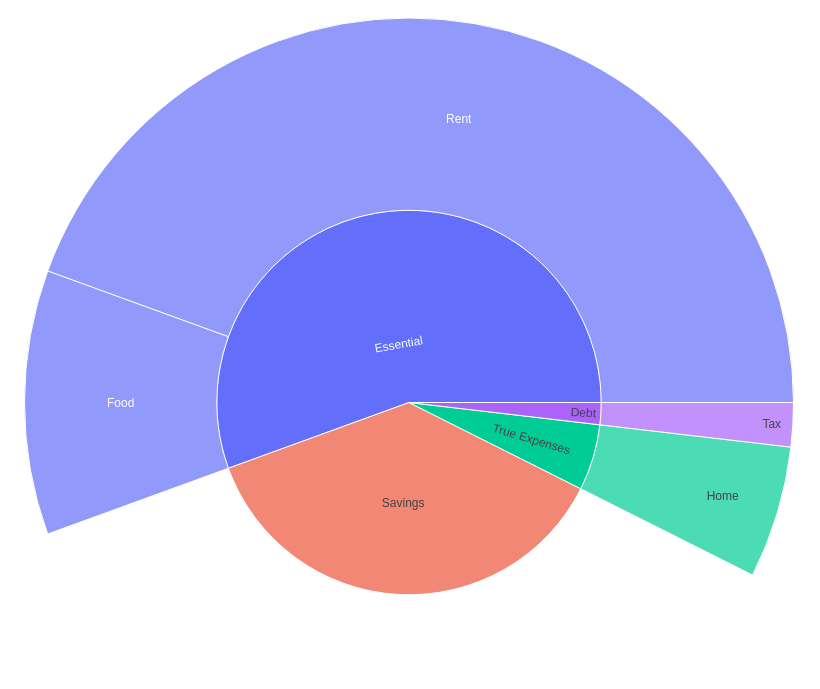 Rent
Essential
Food
Debt
Tax
True Expenses
Home
Savings